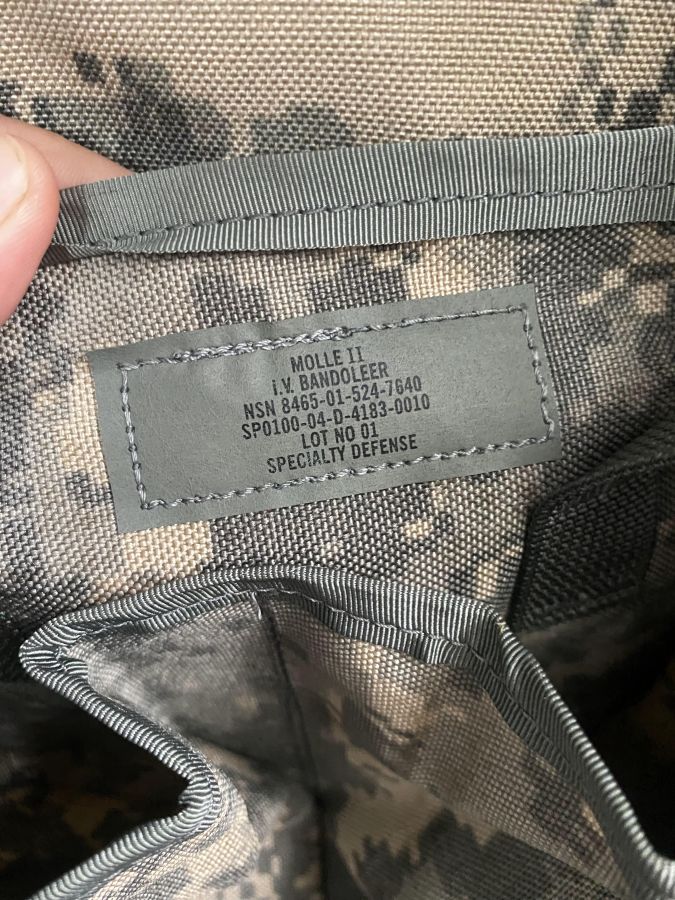 MOLLE II
I.V. BANDOLEER
NSN 8465-01-524-7640
SP0100-04-D-4183-0010
LOT NO 01
SPECIALTY DEFENSE